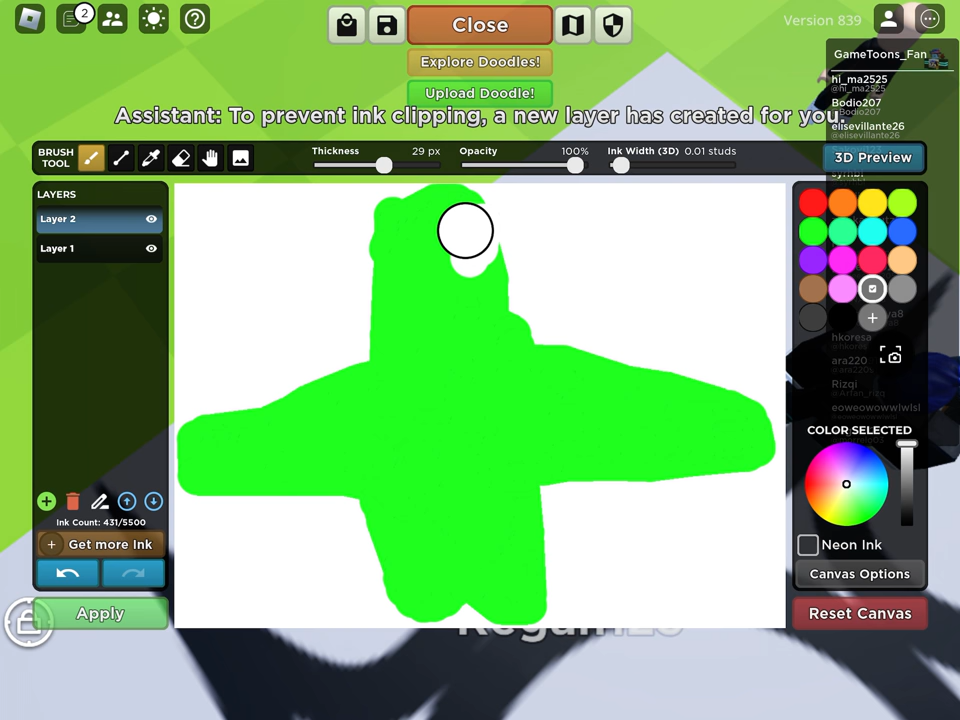 2
Close
Version 839
Explore Doodles!
Upload Doodle!
GameToons_Fan
hi_ma2525
@hi_ma2525
Bodio207
@Bodio207
elisevillante26
@elisevillante26
Assistant: To prevent ink clipping, a new layer has created for you.
BRUSH TOOL
Thickness 29 px
Opacity 100%
Ink Width (3D) 0.01 studs
3D Preview
LAYERS
Layer 2
Layer 1
hkoresa
ara220
Rizqi
@Arfan_rizq
eoweowowwlwlsl
COLOR SELECTED
Neon Ink
Canvas Options
Ink Count: 431/5500
+ Get more Ink
Apply
Reset Canvas